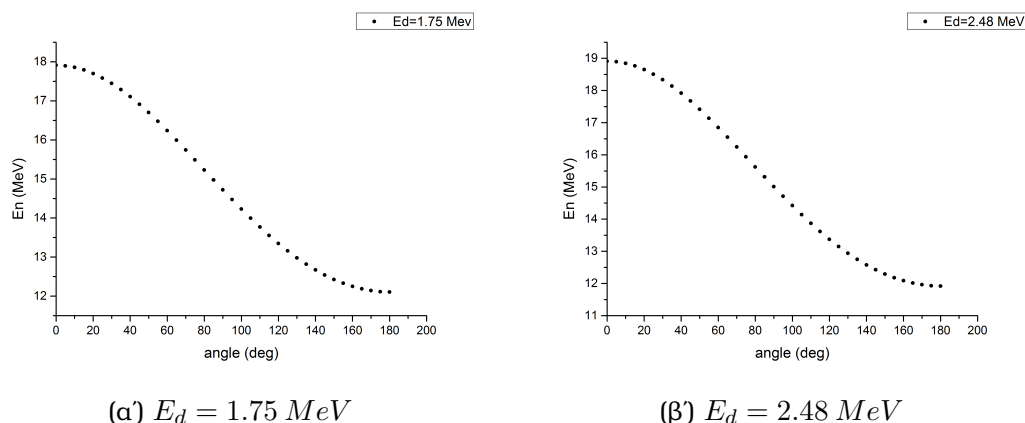 Ed=1.75 Mev
18
17
16
15
14
13
12
En (MeV)
0 20 40 60 80 100 120 140 160 180 200
angle (deg)
(α′) E_d = 1.75 MeV
Ed=2.48 MeV
19
18
17
16
15
14
13
12
11
En (MeV)
0 20 40 60 80 100 120 140 160 180 200
angle (deg)
(β′) E_d = 2.48 MeV